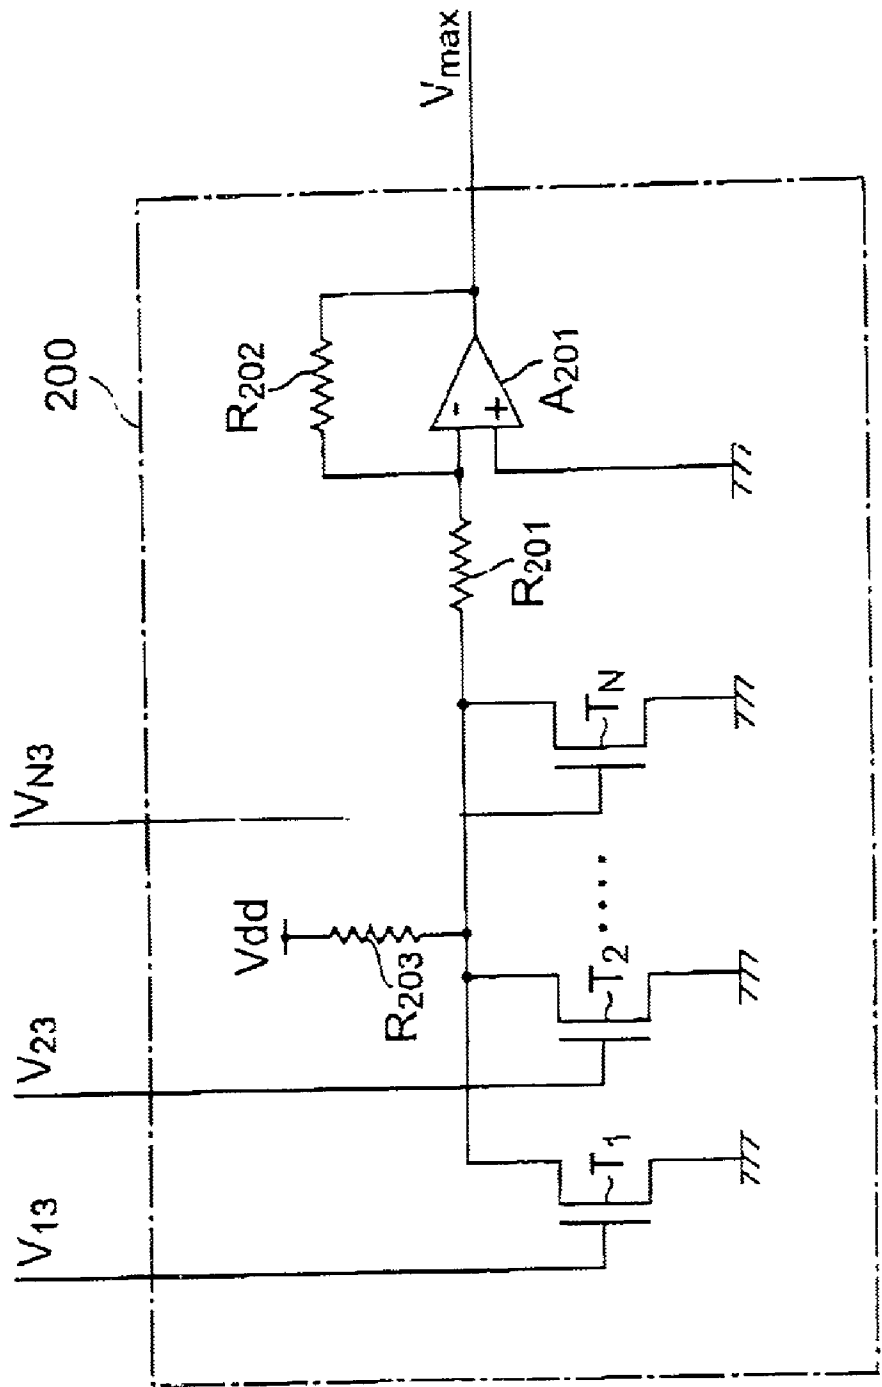 200
V13
V23
VN3
Vdd
R203
R202
Vmax
-
+
A201
R201
T1
T2
....
TN